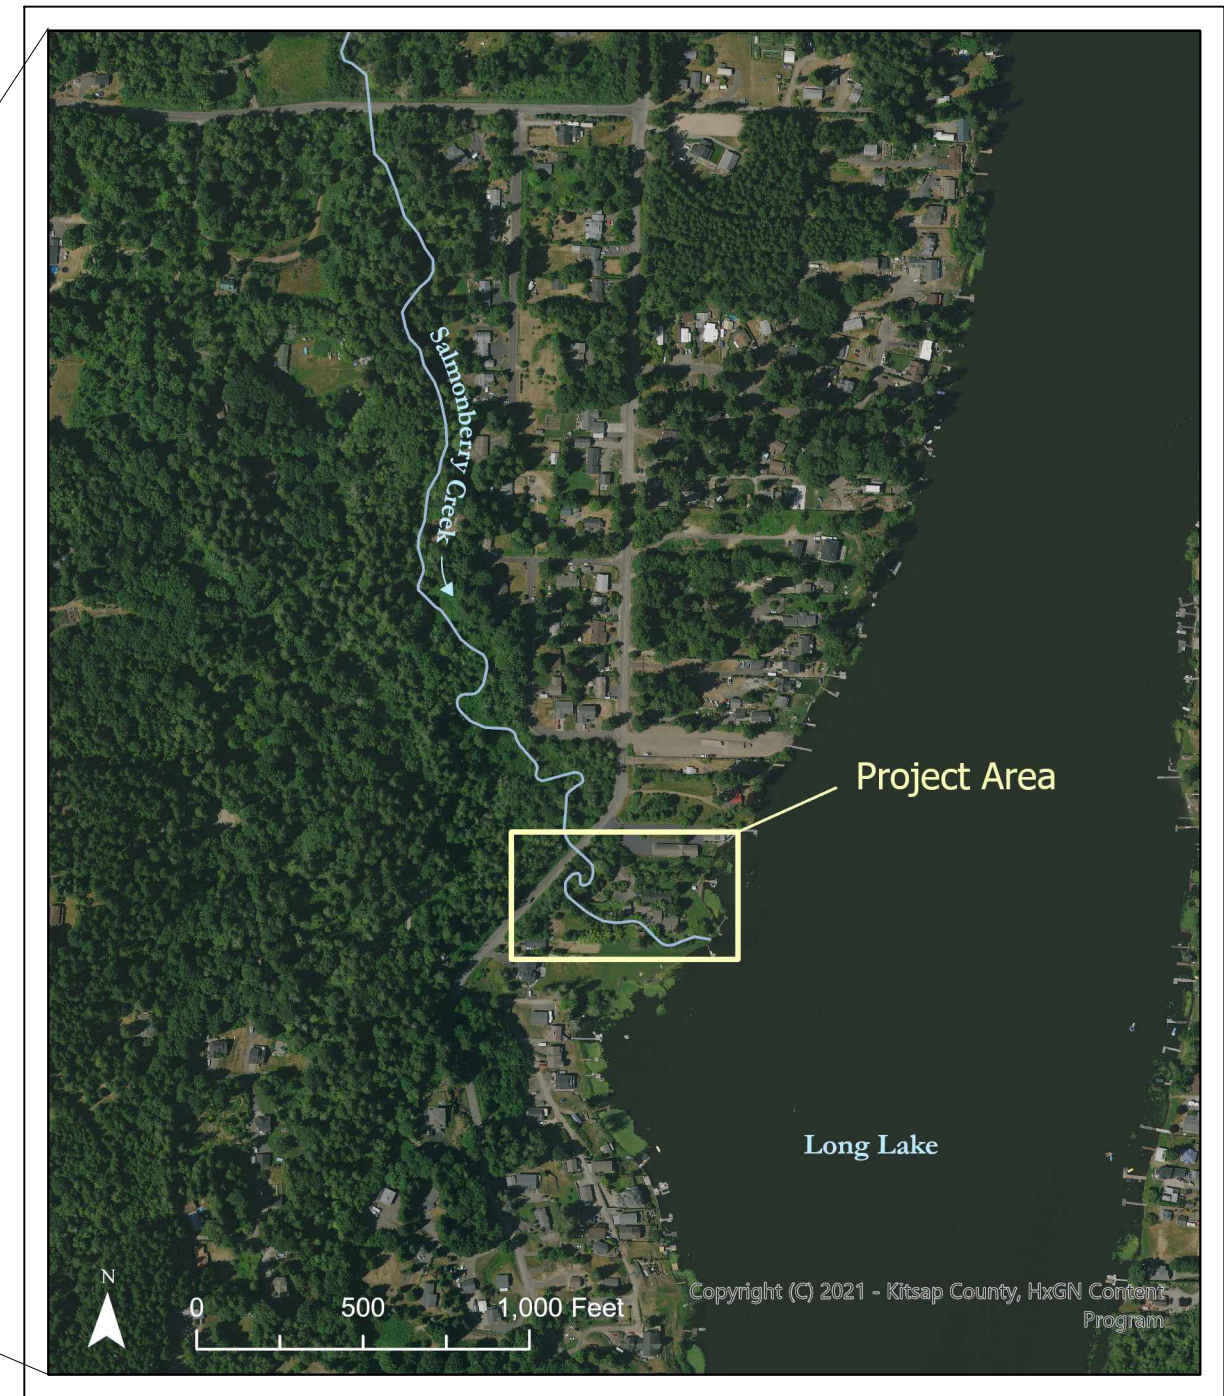 Salmonberry Creek
Project Area
Long Lake
Copyright (C) 2021 - Kitsap County, HxGN Content
Program
N
0 500 1,000 Feet